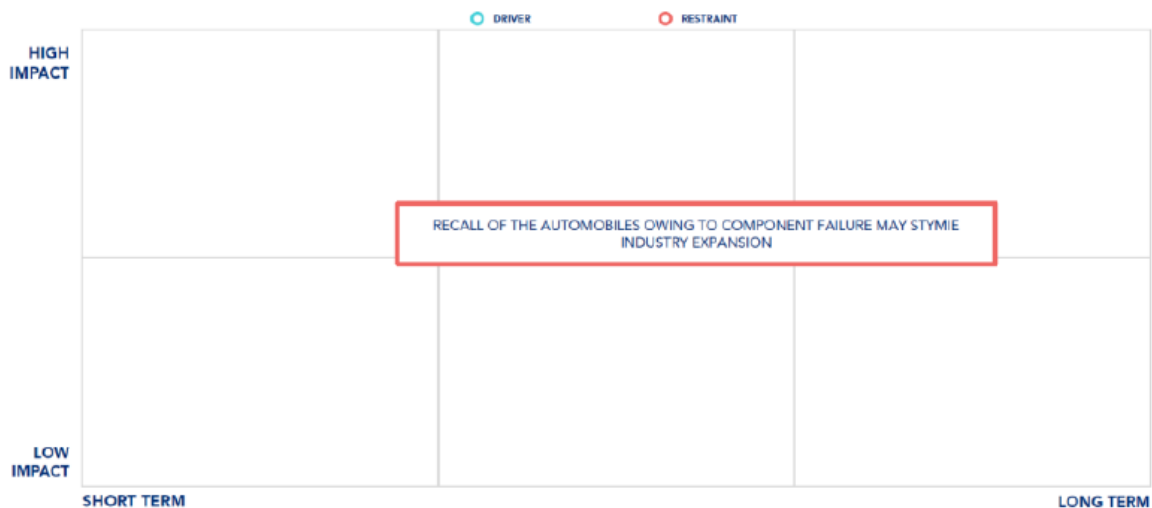 DRIVER RESTRAINT
HIGH
IMPACT
RECALL OF THE AUTOMOBILES OWING TO COMPONENT FAILURE MAY STYMIE
INDUSTRY EXPANSION
LOW
IMPACT
SHORT TERM LONG TERM